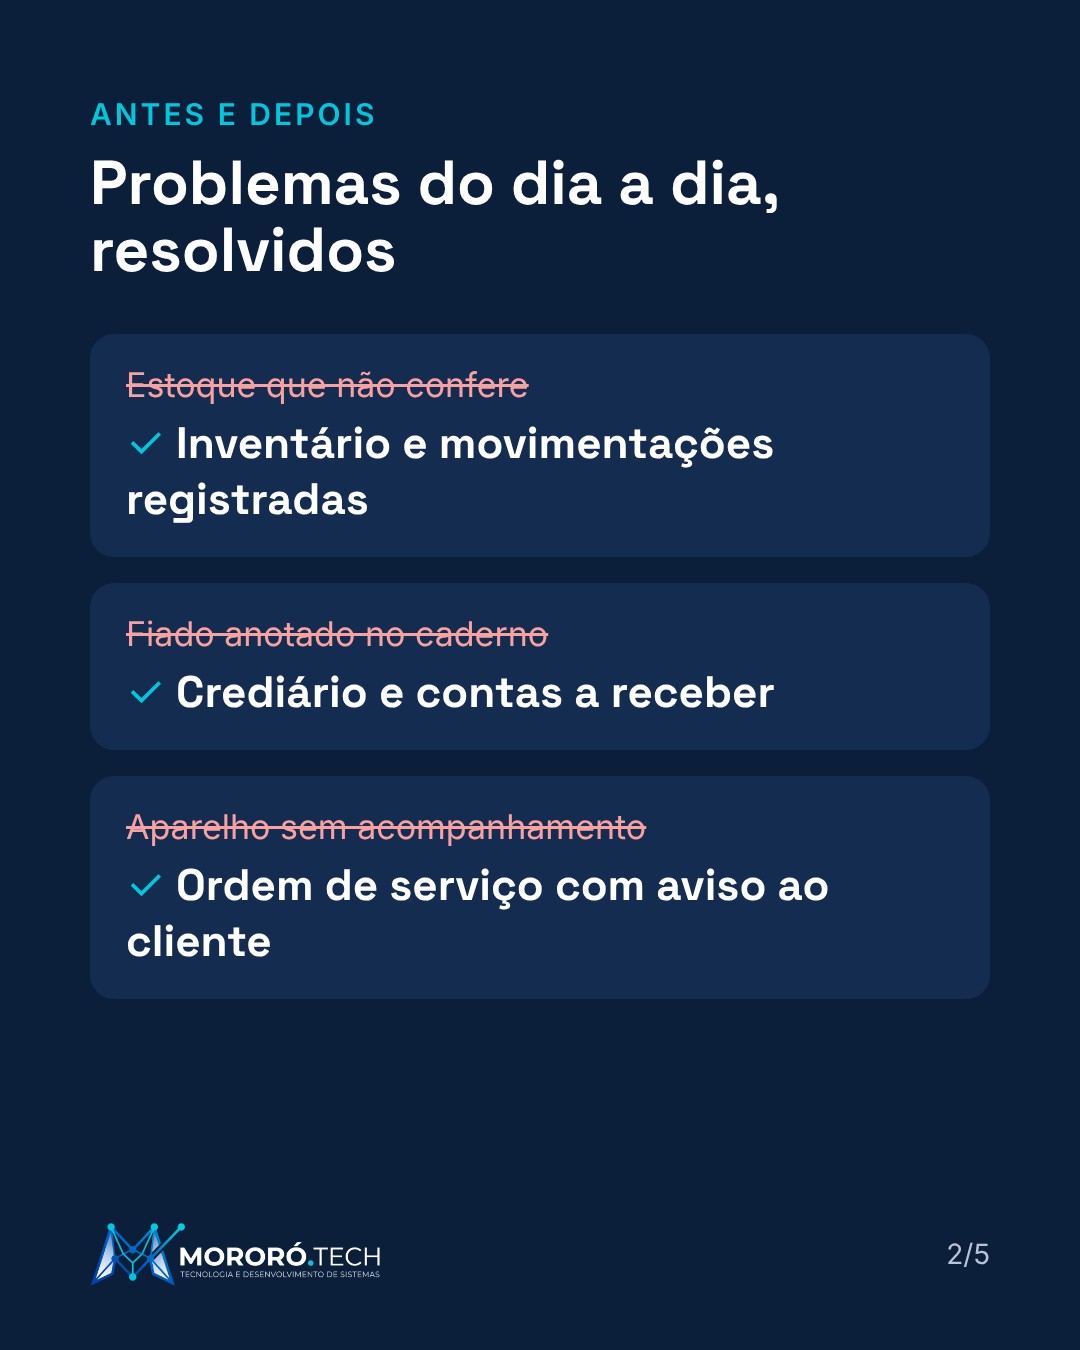 ANTES E DEPOIS
Problemas do dia a dia,
resolvidos
Estoque que não confere
✓ Inventário e movimentações
registradas
Fiado anotado no caderno
✓ Crediário e contas a receber
Aparelho sem acompanhamento
✓ Ordem de serviço com aviso ao
cliente
MORORÓ.TECH
TECNOLOGIA E DESENVOLVIMENTO DE SISTEMAS
2/5